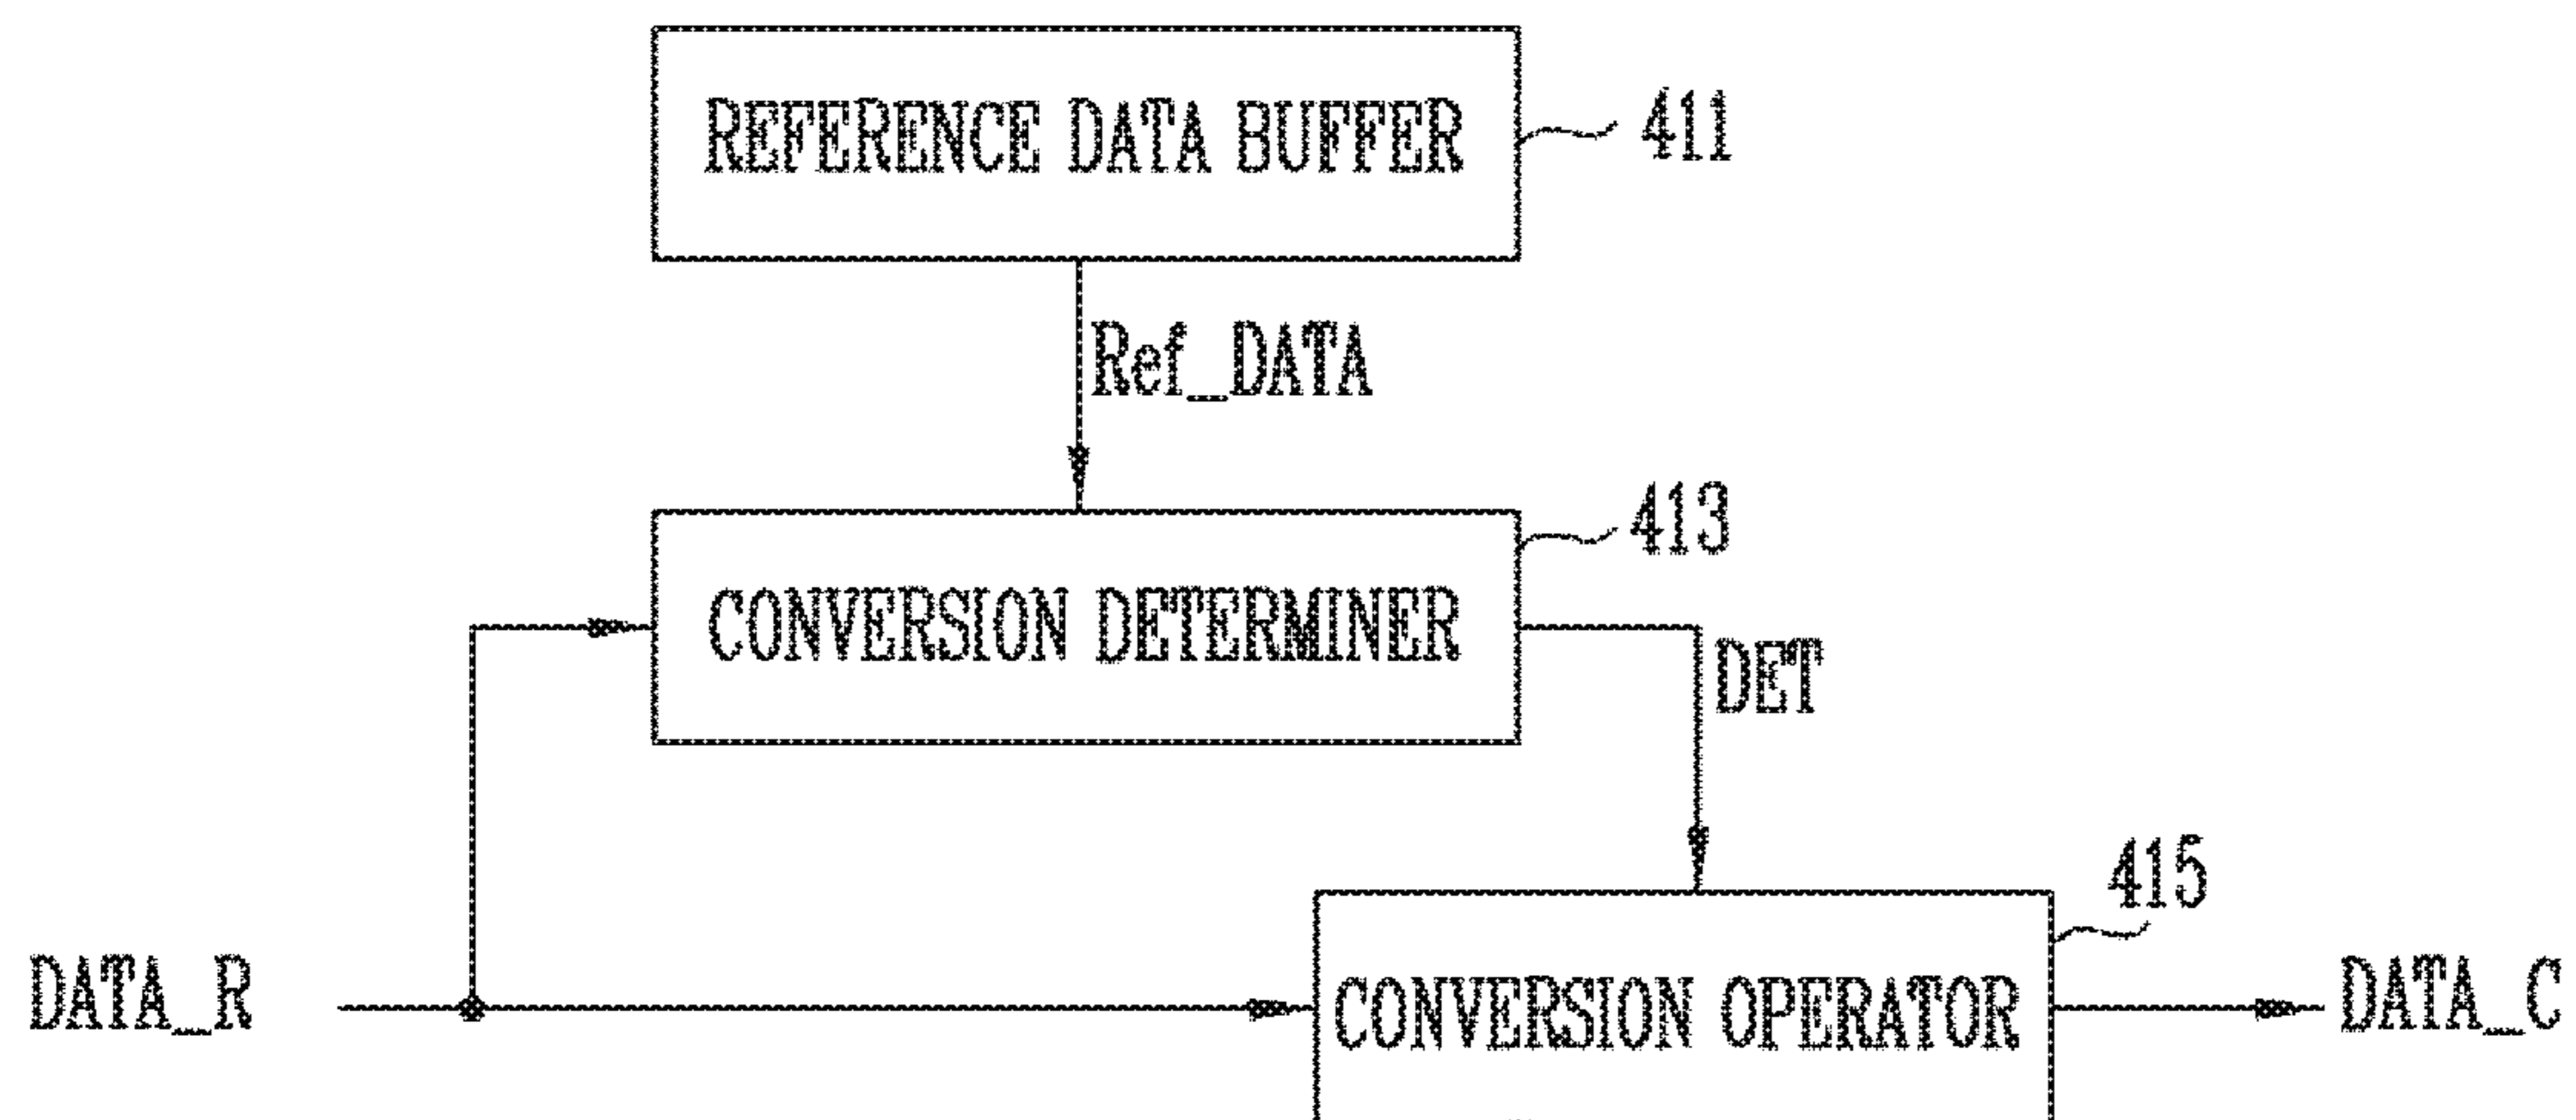 REFERENCE DATA BUFFER
411
Ref_DATA
413
CONVERSION DETERMINER
DET
415
DATA_R
CONVERSION OPERATOR
DATA_C